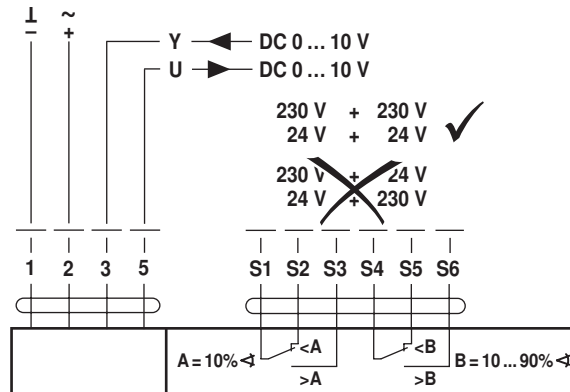 ⊥ ~
– +
Y DC 0 ... 10 V
U DC 0 ... 10 V
230 V + 230 V
24 V + 24 V
230 V + 24 V
24 V + 230 V
1 2 3 5 S1 S2 S3 S4 S5 S6
A = 10% ∢ <A <B B = 10 ... 90% ∢
>A >B